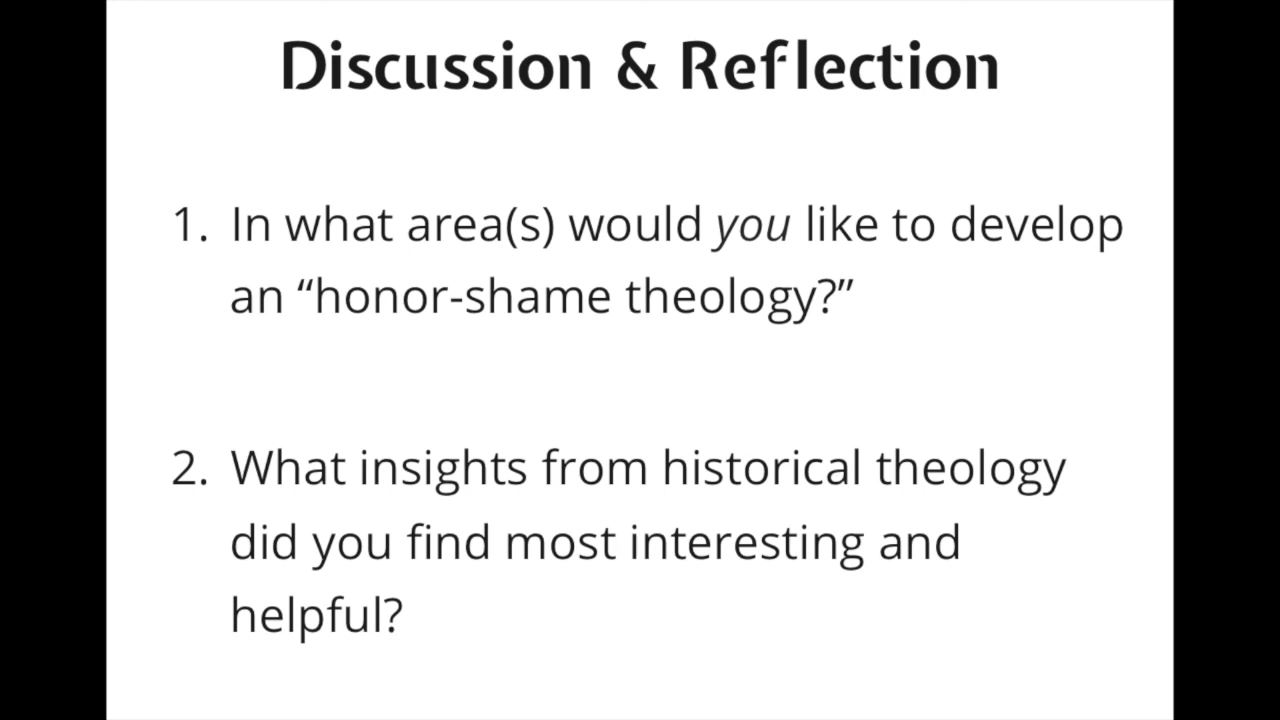 Discussion & Reflection
1. In what area(s) would you like to develop
an “honor-shame theology?”
2. What insights from historical theology
did you find most interesting and
helpful?